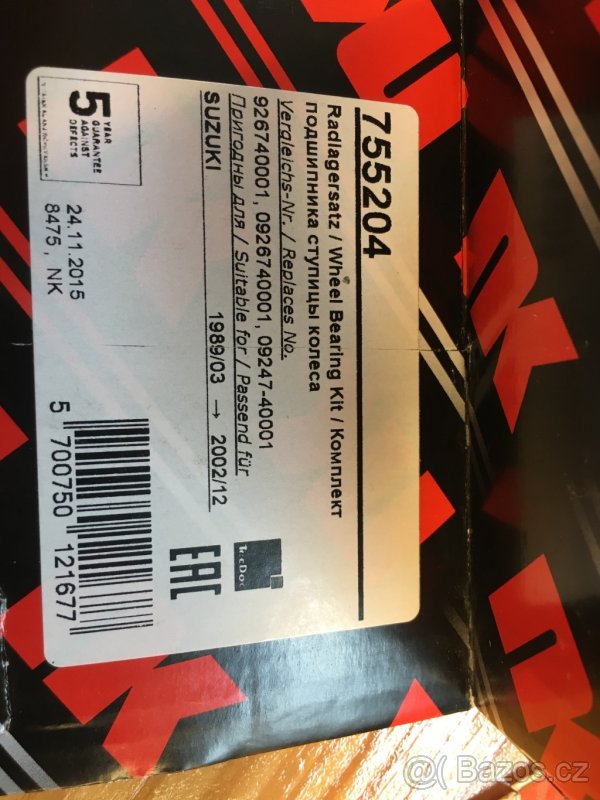 755204
Radlagersatz / Wheel Bearing Kit / Комплект
подшипника ступицы колеса
Vergleichs-Nr. / Replaces No.
926740001, 0926740001, 09247-40001
Пригодны для / Suitable for / Passend für
SUZUKI 1989/03 → 2002/12
TecDoc
EAC
5 YEAR
GUARANTEE
AGAINST
DEFECTS
24.11.2015
8475 , NK
5 700750 121677
Bazos.cz